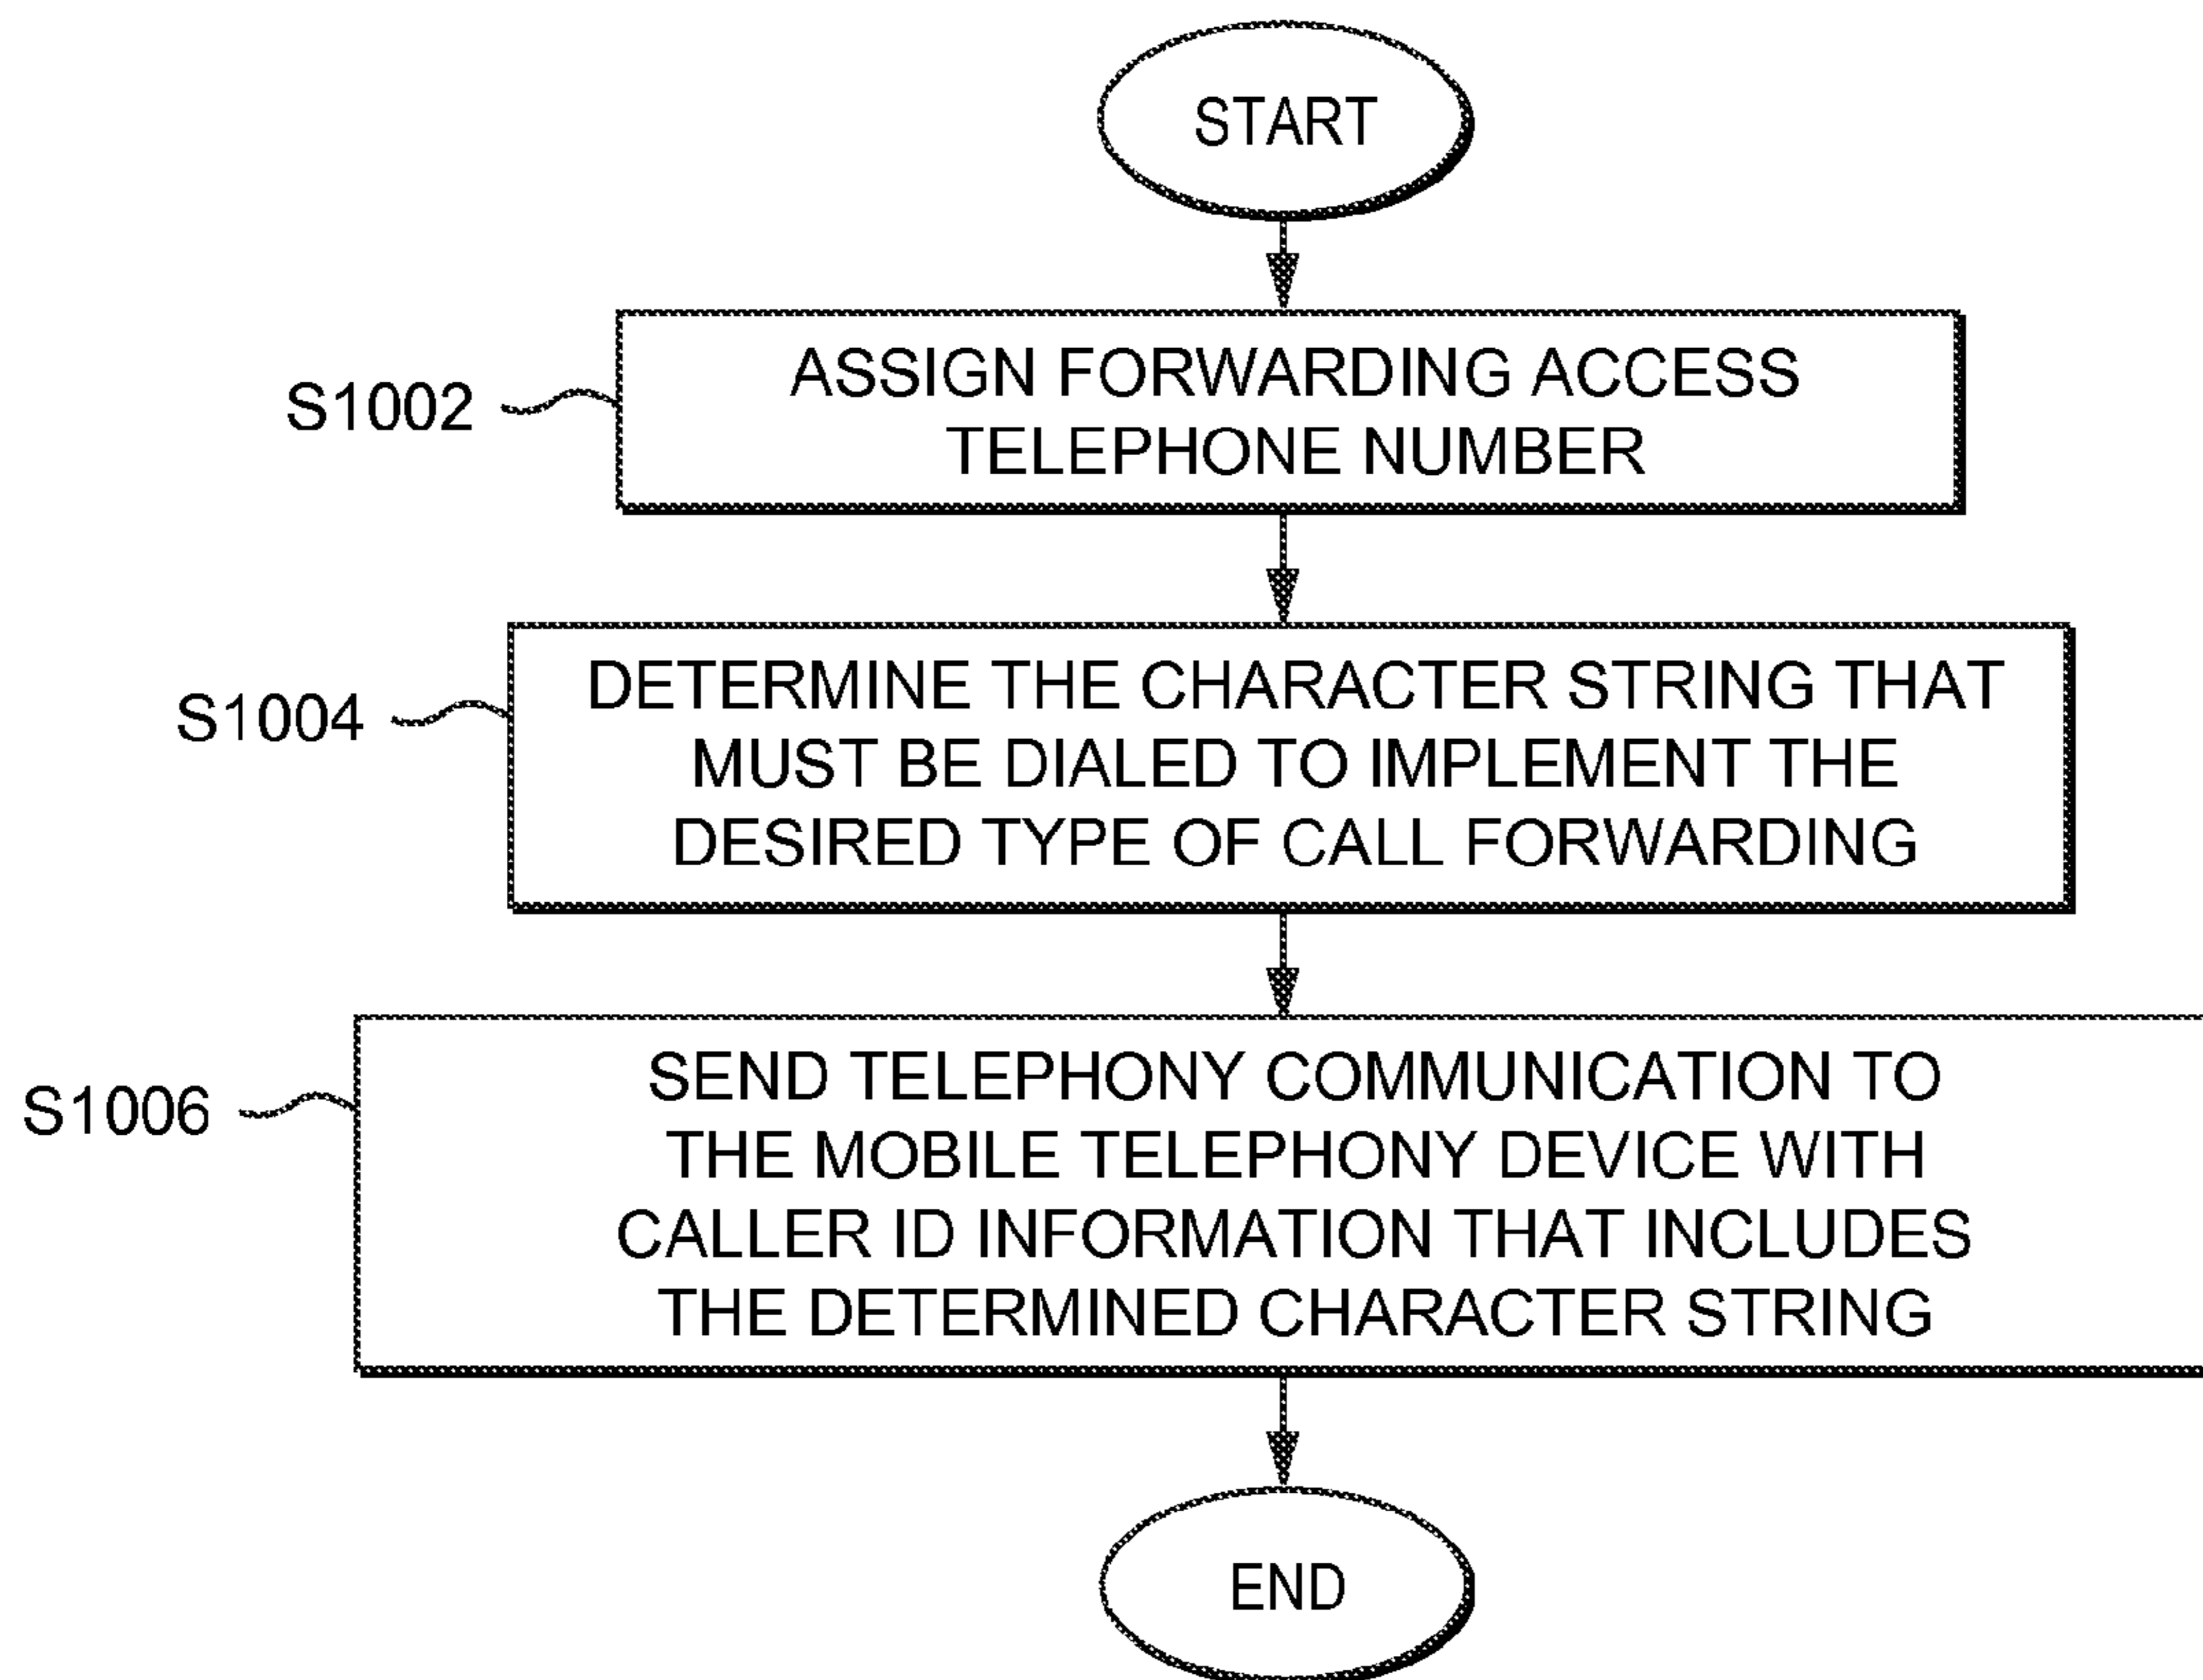 START
S1002
ASSIGN FORWARDING ACCESS
TELEPHONE NUMBER
S1004
DETERMINE THE CHARACTER STRING THAT
MUST BE DIALED TO IMPLEMENT THE
DESIRED TYPE OF CALL FORWARDING
S1006
SEND TELEPHONY COMMUNICATION TO
THE MOBILE TELEPHONY DEVICE WITH
CALLER ID INFORMATION THAT INCLUDES
THE DETERMINED CHARACTER STRING
END